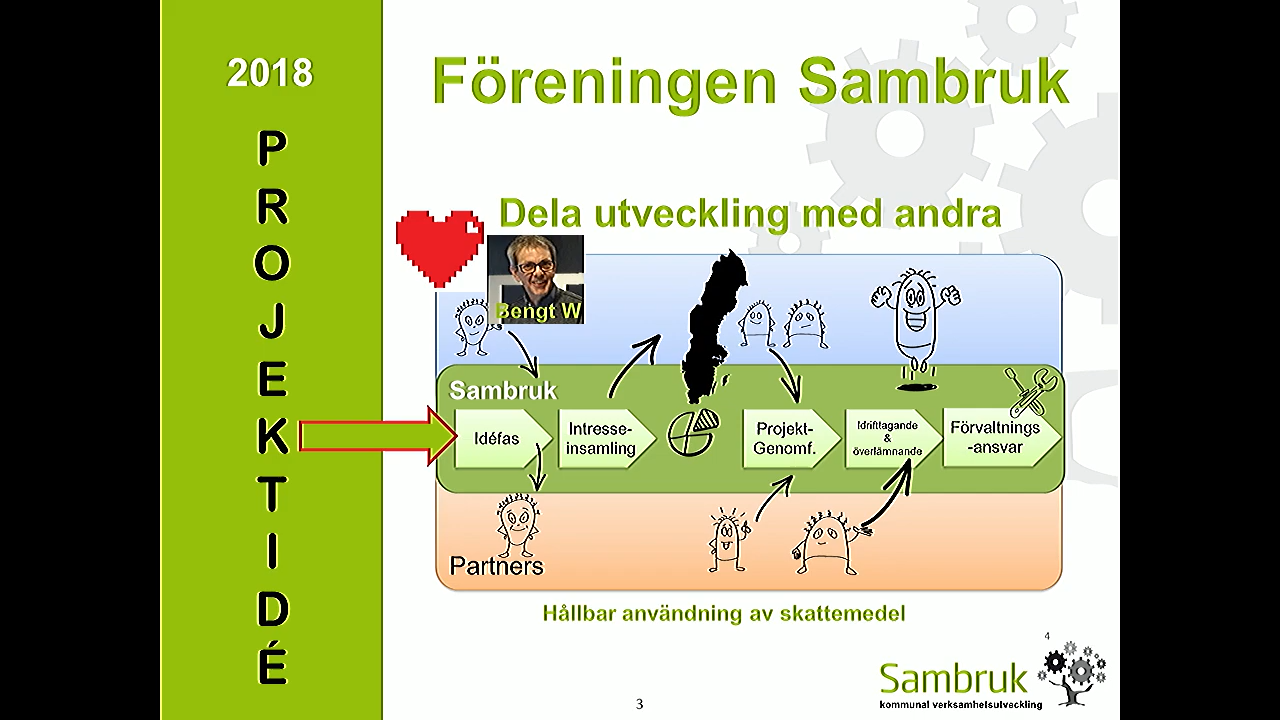 2018
P
R
O
J
E
K
T
I
D
É
Föreningen Sambruk
Dela utveckling med andra
Bengt W
Sambruk
Idéfas
Intresse-
insamling
Projekt-
Genomf.
Idrifttagande
&
överlämnande
Förvaltnings
-ansvar
Partners
Hållbar användning av skattemedel
4
Sambruk
kommunal verksamhetsutveckling
3